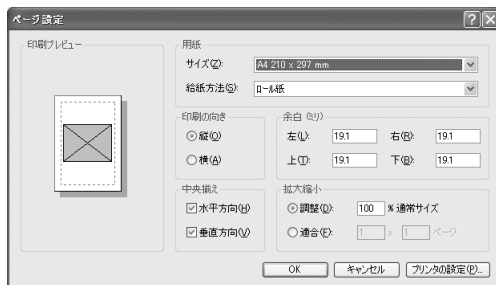 ページ設定
印刷プレビュー
用紙
サイズ(Z): A4 210 x 297 mm
給紙方法(S): ロール紙
印刷の向き
縦(O)
横(A)
余白 (ミリ)
左(L): 19.1 右(R): 19.1
上(T): 19.1 下(B): 19.1
中央揃え
水平方向(H)
垂直方向(V)
拡大縮小
調整(D): 100 % 通常サイズ
適合(F): 1 x 1 ページ
OK キャンセル プリンタの設定(P)...